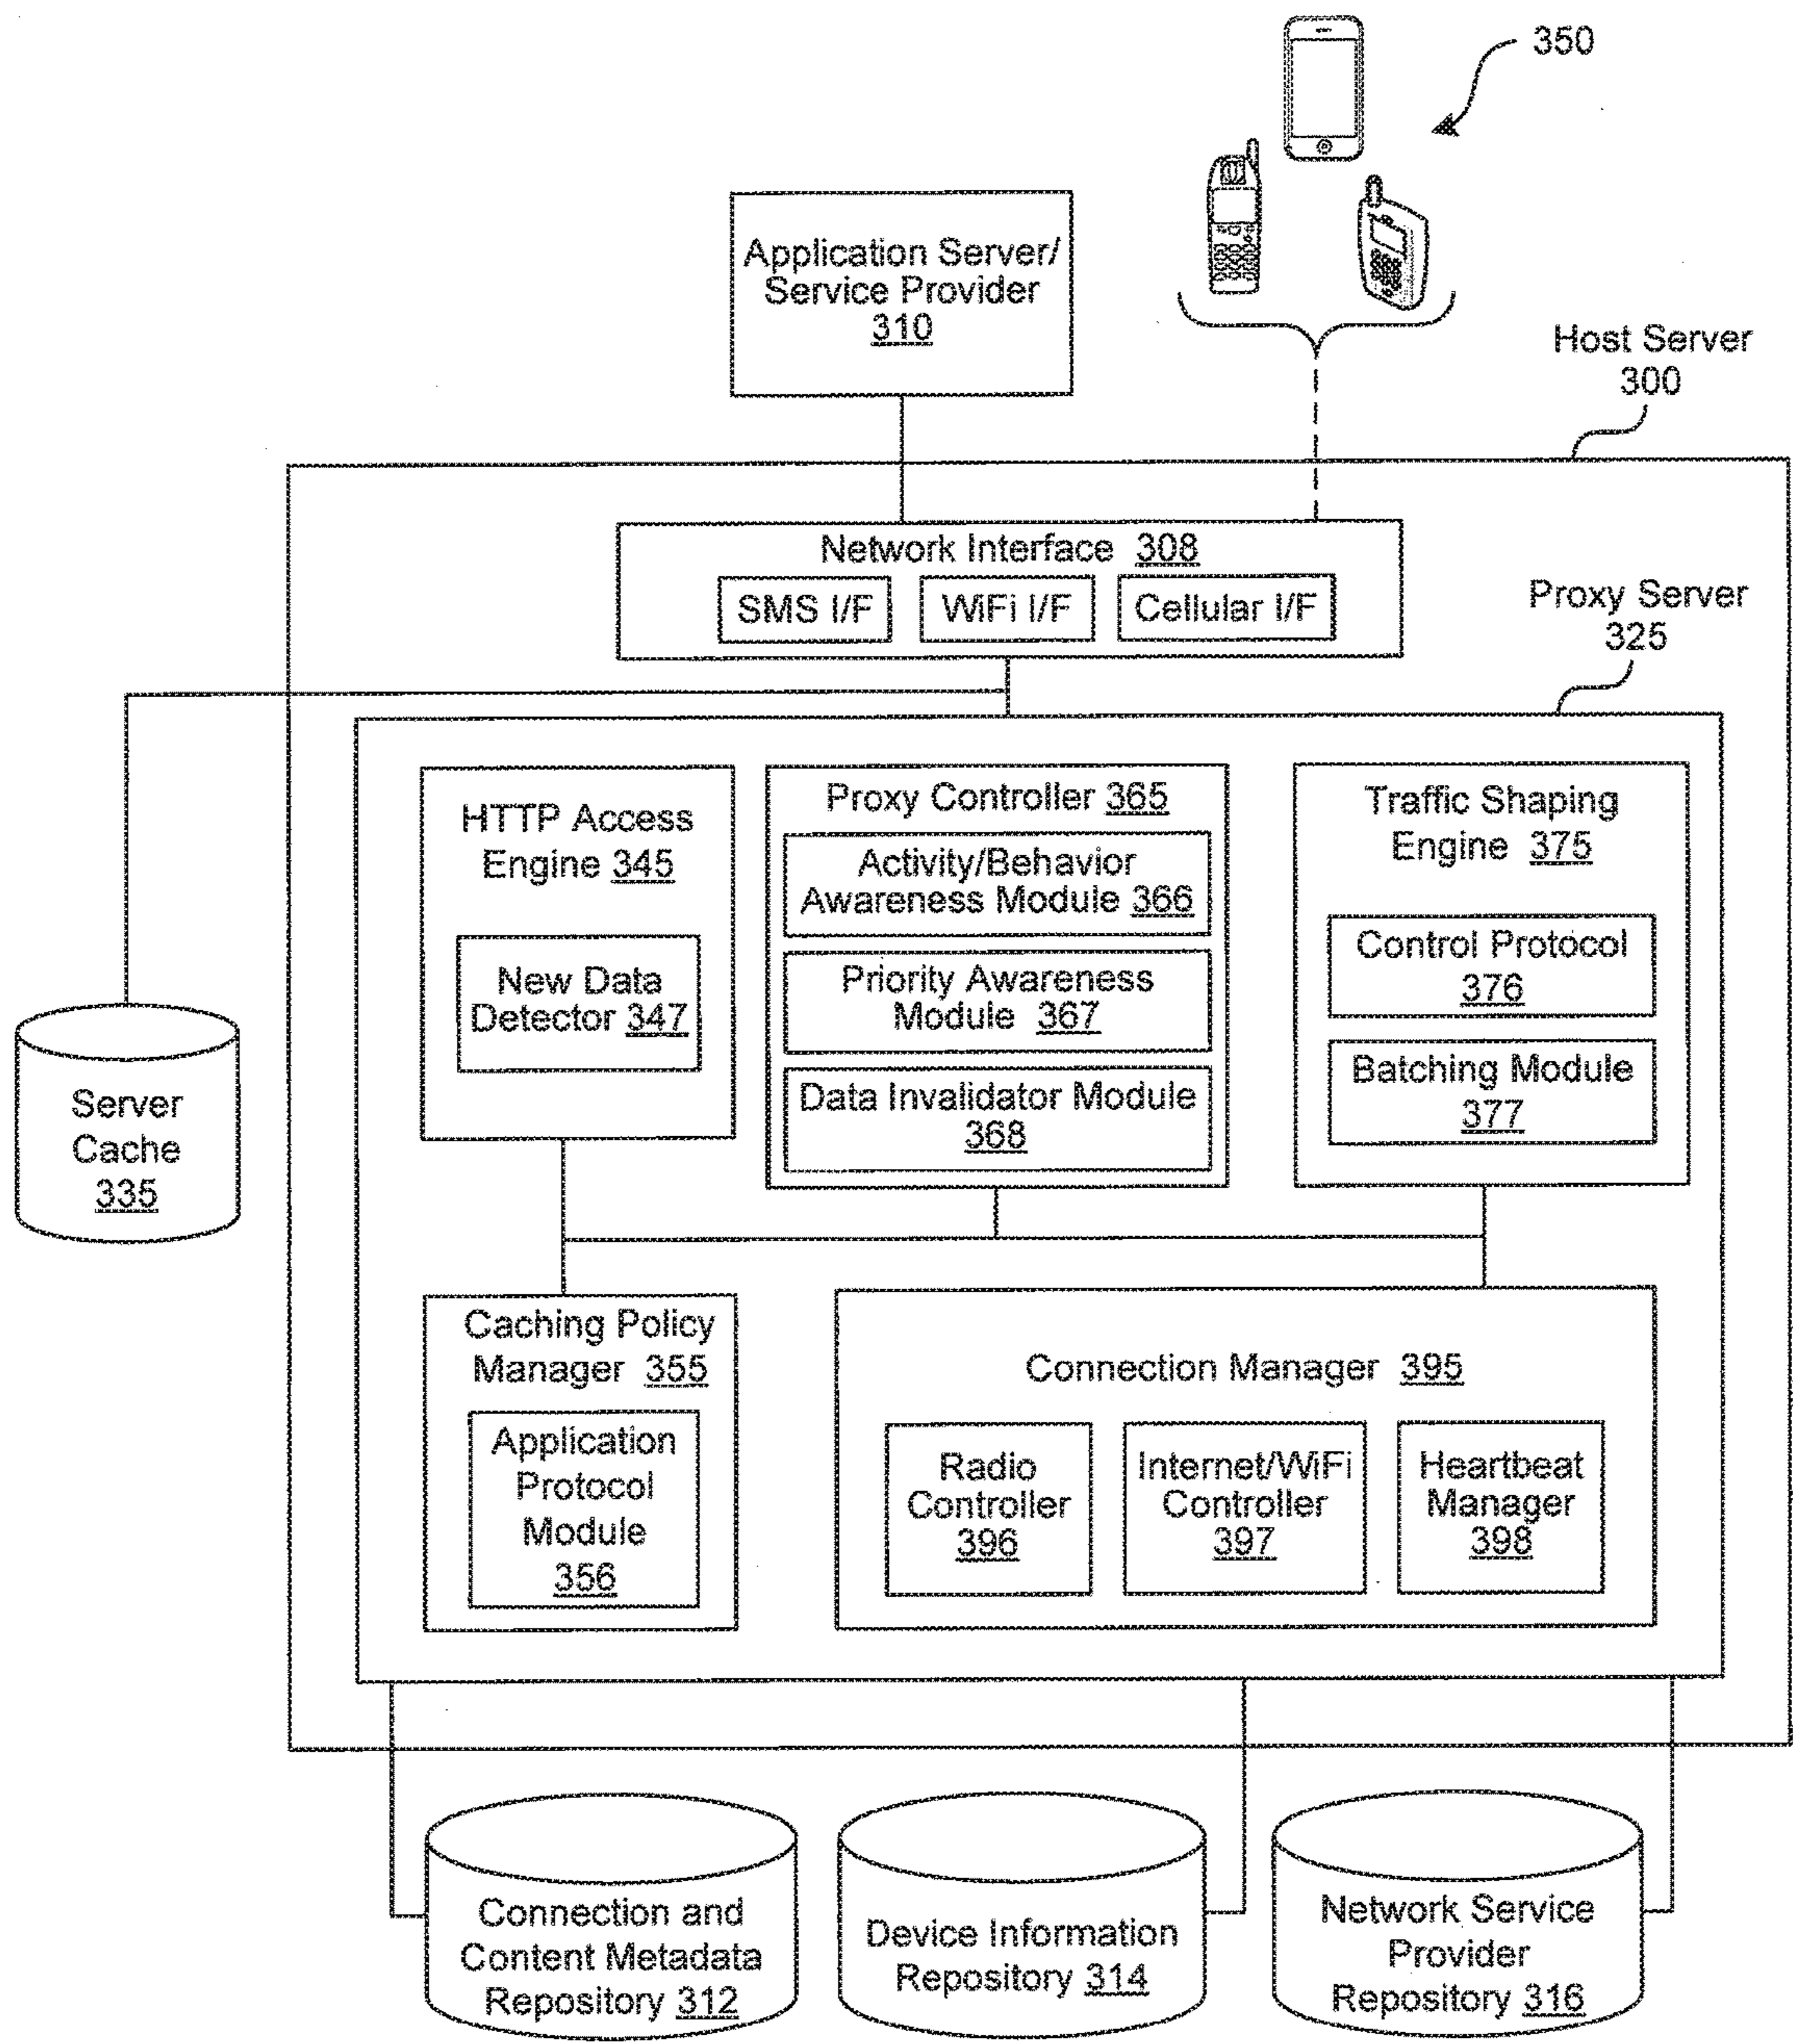 350
Application Server/
Service Provider
310
Host Server
300
Network Interface 308
SMS I/F
WiFi I/F
Cellular I/F
Proxy Server
325
HTTP Access
Engine 345
New Data
Detector 347
Proxy Controller 365
Activity/Behavior
Awareness Module 366
Priority Awareness
Module 367
Data Invalidator Module
368
Traffic Shaping
Engine 375
Control Protocol
376
Batching Module
377
Server
Cache
335
Caching Policy
Manager 355
Application
Protocol
Module
356
Connection Manager 395
Radio
Controller
396
Internet/WiFi
Controller
397
Heartbeat
Manager
398
Connection and
Content Metadata
Repository 312
Device Information
Repository 314
Network Service
Provider
Repository 316